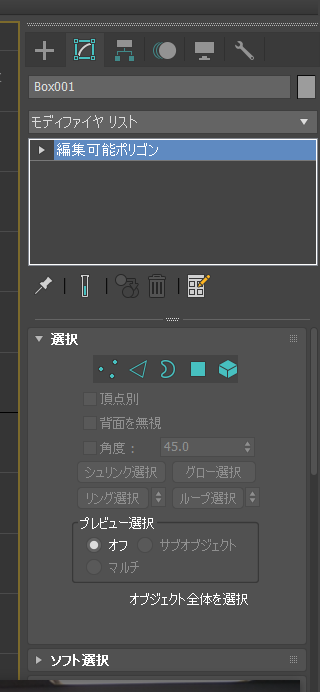 Box001
モディファイヤ リスト
編集可能ポリゴン
選択
頂点別
背面を無視
角度： 45.0
シュリンク選択 グロー選択
リング選択 ループ選択
プレビュー選択
オフ サブオブジェクト
マルチ
オブジェクト全体を選択
ソフト選択